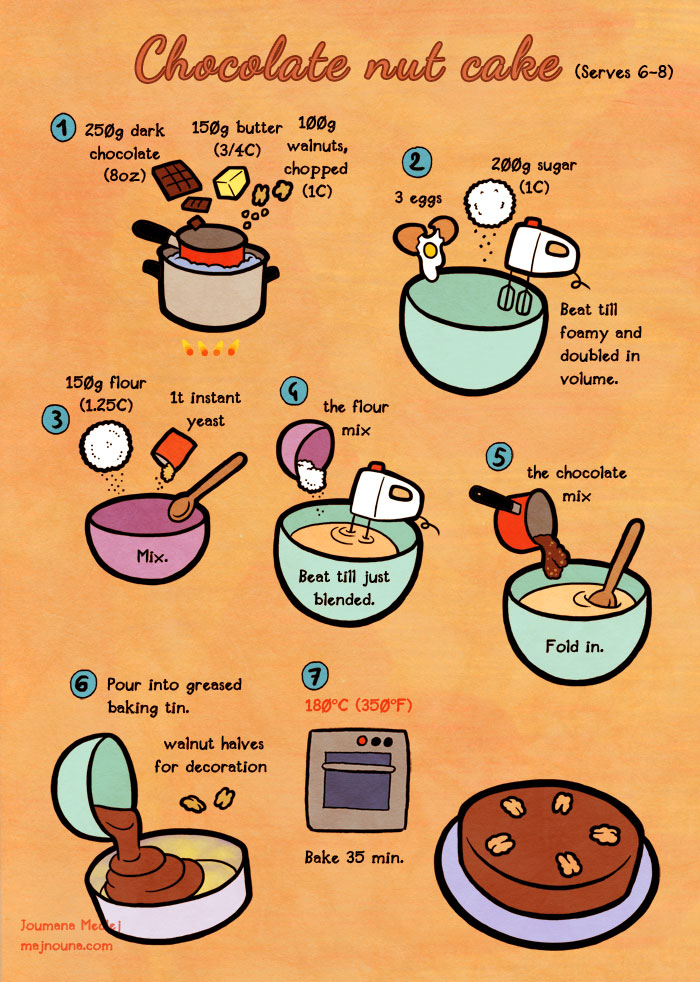 Chocolate nut cake (Serves 6-8)
1
250g dark
chocolate
(8oz)
150g butter
(3/4C)
100g
walnuts,
chopped
(1C)
2
3 eggs
200g sugar
(1C)
Beat till
foamy and
doubled in
volume.
3
150g flour
(1.25C)
1t instant
yeast
Mix.
4
the flour
mix
Beat till just
blended.
5
the chocolate
mix
Fold in.
6
Pour into greased
baking tin.
walnut halves
for decoration
7
180°C (350°F)
Bake 35 min.
Joumana Medlej
majnouna.com